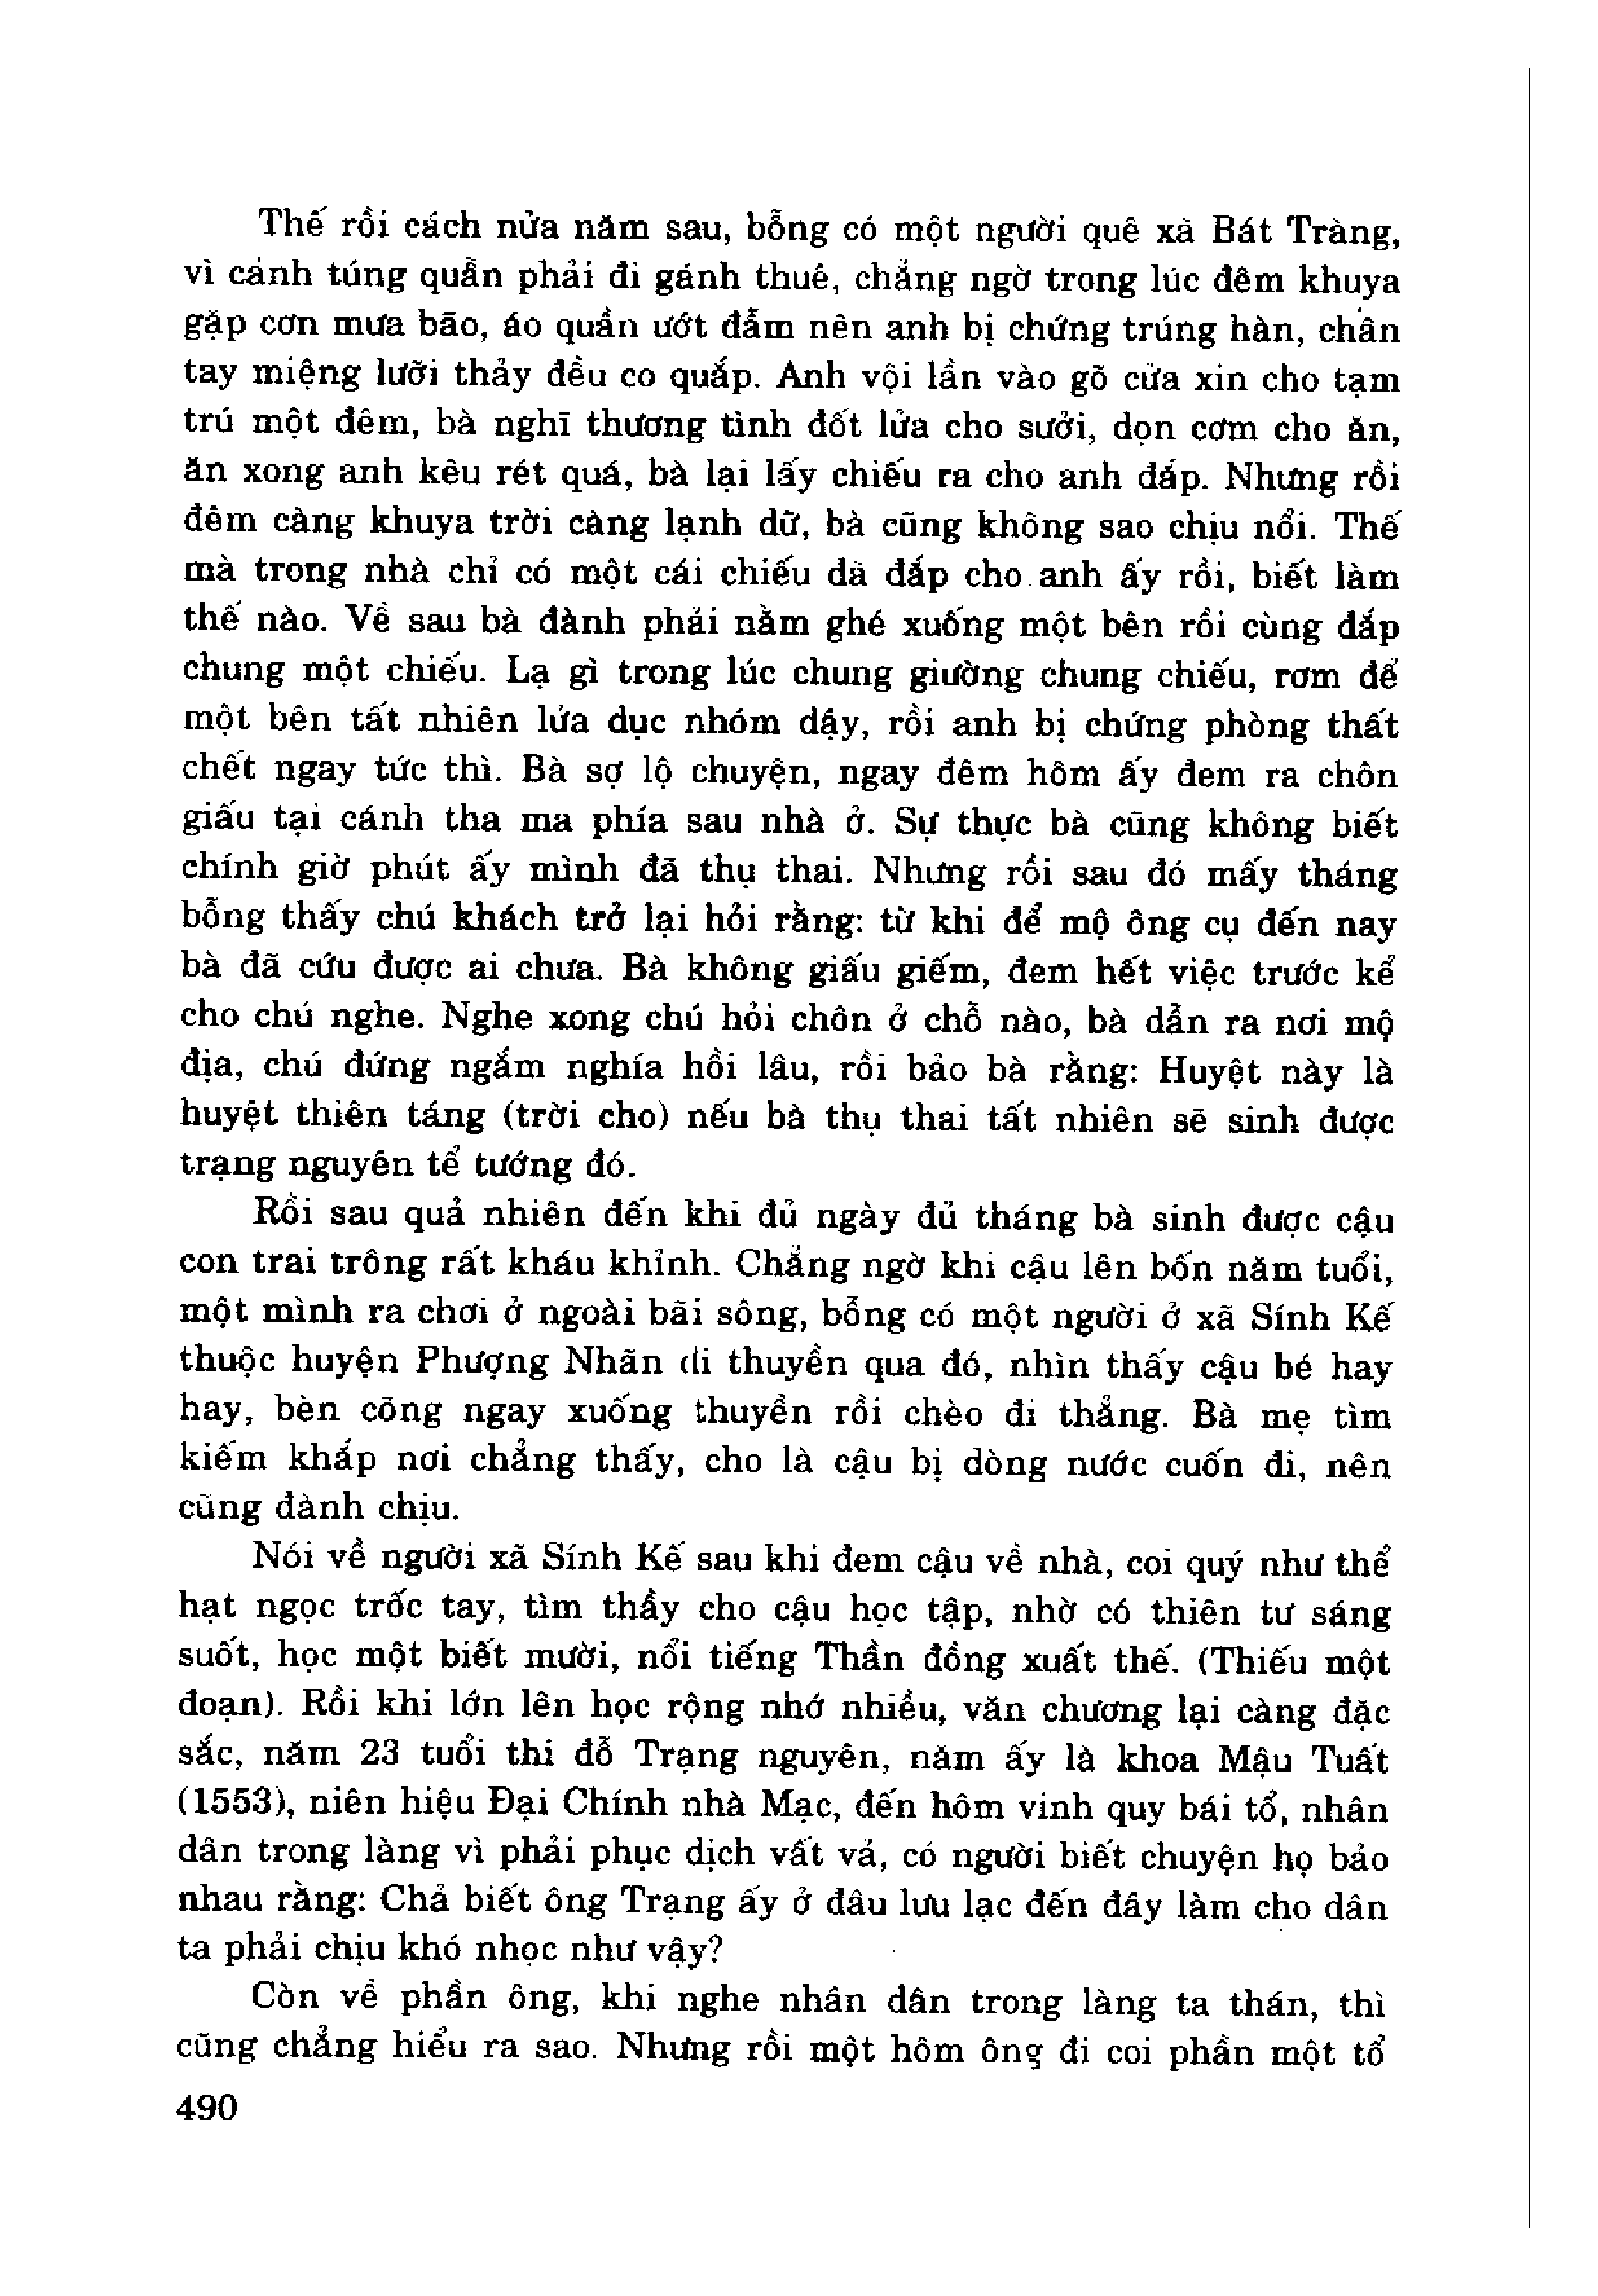 Thế rồi cách nửa năm sau, bỗng có một người quê xã Bát Tràng,
vì cảnh túng quẫn phải đi gánh thuê, chẳng ngờ trong lúc đêm khuya
gặp cơn mưa bão, áo quần ướt đẫm nên anh bị chứng trúng hàn, chân
tay miệng lưỡi thảy đều co quắp. Anh vội lần vào gõ cửa xin cho tạm
trú một đêm, bà nghĩ thương tình đốt lửa cho sưởi, dọn cơm cho ăn,
ăn xong anh kêu rét quá, bà lại lấy chiếu ra cho anh đắp. Nhưng rồi
đêm càng khuya trời càng lạnh dữ, bà cũng không sao chịu nổi. Thế
mà trong nhà chỉ có một cái chiếu đã đắp cho anh ấy rồi, biết làm
thế nào. Về sau bà đành phải nằm ghé xuống một bên rồi cùng đắp
chung một chiếu. Lạ gì trong lúc chung giường chung chiếu, rơm để
một bên tất nhiên lửa dục nhóm dậy, rồi anh bị chứng phòng thất
chết ngay tức thì. Bà sợ lộ chuyện, ngay đêm hôm ấy đem ra chôn
giấu tại cánh tha ma phía sau nhà ở. Sự thực bà cũng không biết
chính giờ phút ấy mình đã thụ thai. Nhưng rồi sau đó mấy tháng
bỗng thấy chú khách trở lại hỏi rằng: từ khi để mộ ông cụ đến nay
bà đã cứu được ai chưa. Bà không giấu giếm, đem hết việc trước kể
cho chú nghe. Nghe xong chú hỏi chôn ở chỗ nào, bà dẫn ra nơi mộ
địa, chú đứng ngắm nghía hồi lâu, rồi bảo bà rằng: Huyệt này là
huyệt thiên táng (trời cho) nếu bà thụ thai tất nhiên sẽ sinh được
trạng nguyên tể tướng đó.
Rồi sau quả nhiên đến khi đủ ngày đủ tháng bà sinh được cậu
con trai trông rất kháu khỉnh. Chẳng ngờ khi cậu lên bốn năm tuổi,
một mình ra chơi ở ngoài bãi sông, bỗng có một người ở xã Sính Kế
thuộc huyện Phượng Nhãn đi thuyền qua đó, nhìn thấy cậu bé hay
hay, bèn cõng ngay xuống thuyền rồi chèo đi thẳng. Bà mẹ tìm
kiếm khắp nơi chẳng thấy, cho là cậu bị dòng nước cuốn đi, nên
cũng đành chịu.
Nói về người xã Sính Kế sau khi đem cậu về nhà, coi quý như thể
hạt ngọc trốc tay, tìm thầy cho cậu học tập, nhờ có thiên tư sáng
suốt, học một biết mười, nổi tiếng Thần đồng xuất thế. (Thiếu một
đoạn). Rồi khi lớn lên học rộng nhớ nhiều, văn chương lại càng đặc
sắc, năm 23 tuổi thi đỗ Trạng nguyên, năm ấy là khoa Mậu Tuất
(1553), niên hiệu Đại Chính nhà Mạc, đến hôm vinh quy bái tổ, nhân
dân trong làng vì phải phục dịch vất vả, có người biết chuyện họ bảo
nhau rằng: Chả biết ông Trạng ấy ở đâu lưu lạc đến đây làm cho dân
ta phải chịu khó nhọc như vậy?
Còn về phần ông, khi nghe nhân dân trong làng ta thán, thì
cũng chẳng hiểu ra sao. Nhưng rồi một hôm ông đi coi phần một tổ
490